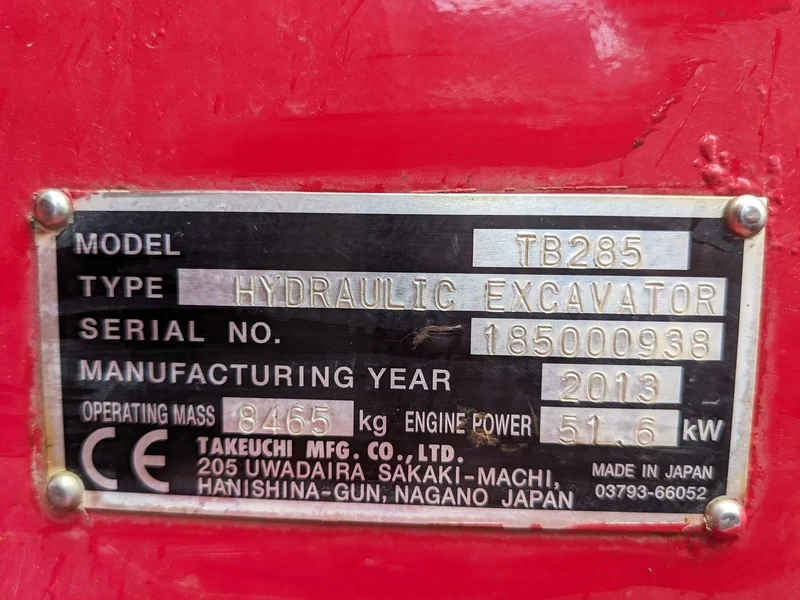 MODEL TB285
TYPE HYDRAULIC EXCAVATOR
SERIAL NO. 185000938
MANUFACTURING YEAR 2013
OPERATING MASS 8465 kg ENGINE POWER 51.6 kW
CE TAKEUCHI MFG. CO., LTD.
205 UWADAIRA SAKAKI-MACHI, MADE IN JAPAN
HANISHINA-GUN, NAGANO JAPAN 03793-66052